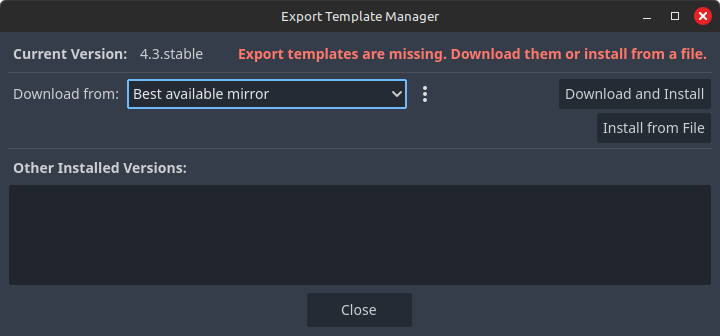 Export Template Manager
Current Version: 4.3.stable Export templates are missing. Download them or install from a file.
Download from: Best available mirror Download and Install
Install from File
Other Installed Versions:
Close